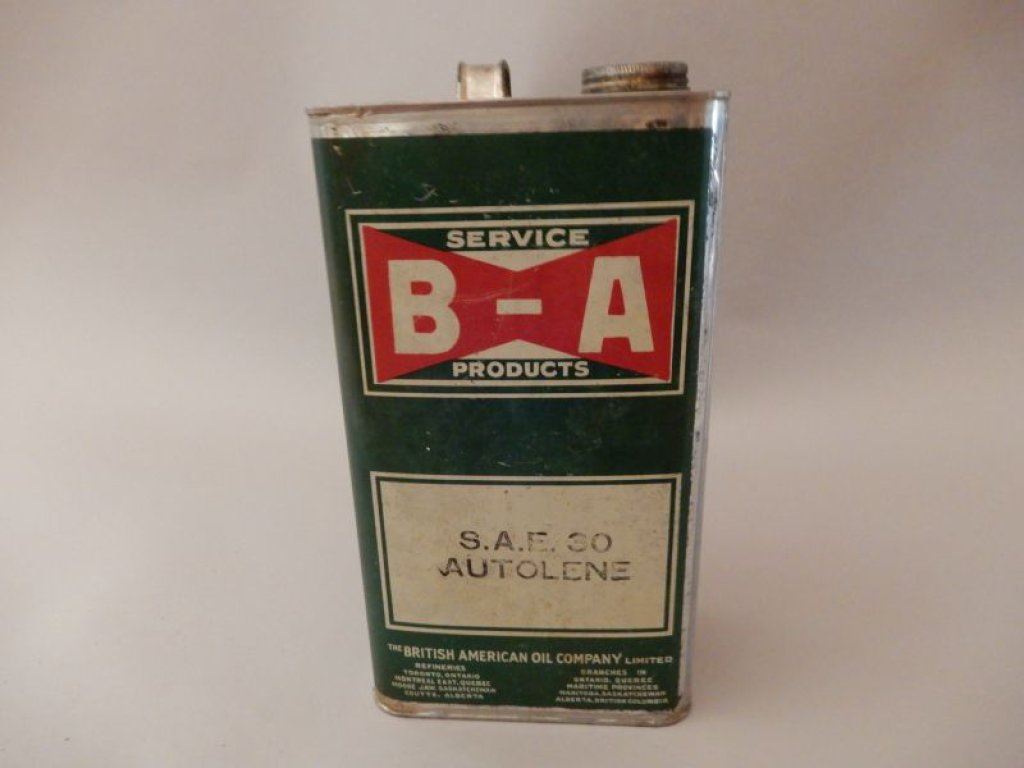 SERVICE
B-A
PRODUCTS
S.A.E. 30
AUTOLENE
THE BRITISH AMERICAN OIL COMPANY LIMITED
REFINERIES
TORONTO, ONTARIO
MONTREAL EAST, QUEBEC
MOOSE JAW, SASKATCHEWAN
COUTTS, ALBERTA
BRANCHES IN
ONTARIO, QUEBEC
MARITIME PROVINCES
MANITOBA, SASKATCHEWAN
ALBERTA, BRITISH COLUMBIA